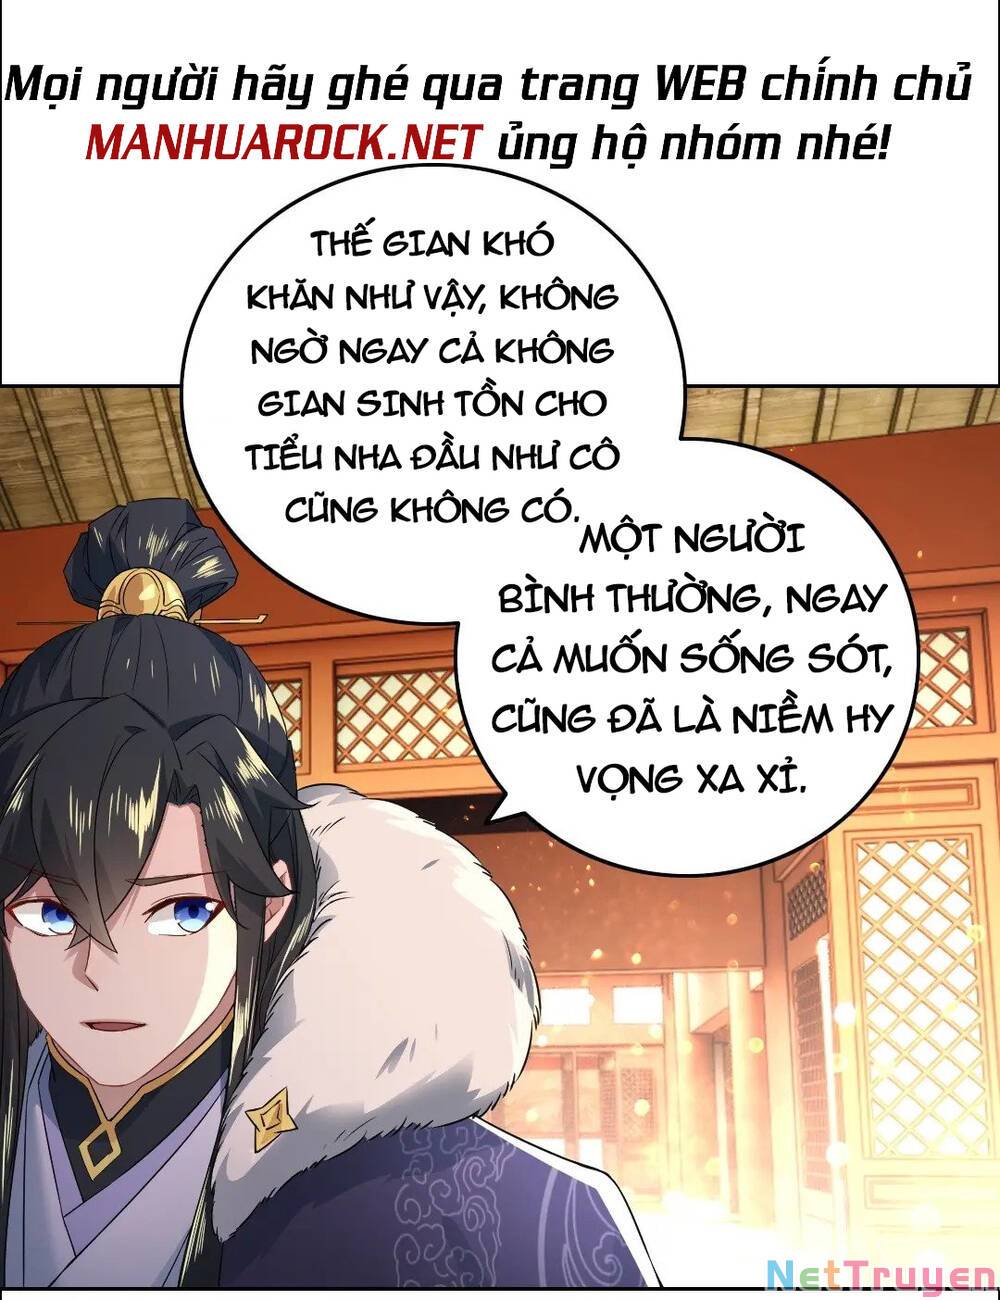 Mọi người hãy ghé qua trang WEB chính chủ
MANHUAROCK.NET ủng hộ nhóm nhé!
THẾ GIAN KHÓ
KHĂN NHƯ VẬY, KHÔNG
NGỜ NGAY CẢ KHÔNG
GIAN SINH TỒN CHO
TIỂU NHA ĐẦU NHƯ CÔ
CŨNG KHÔNG CÓ.
MỘT NGƯỜI
BÌNH THƯỜNG, NGAY
CẢ MUỐN SỐNG SÓT,
CŨNG ĐÃ LÀ NIỀM HY
VỌNG XA XỈ.
NetTruyen